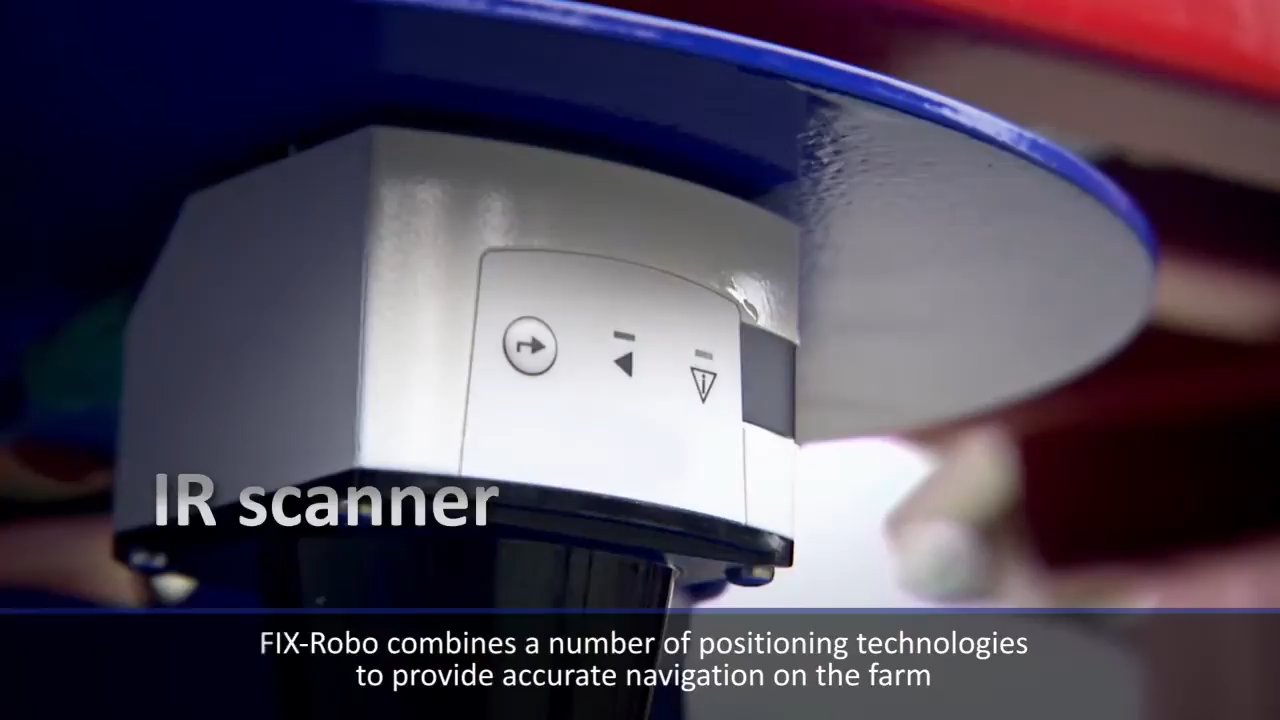 IR scanner
FIX-Robo combines a number of positioning technologies
to provide accurate navigation on the farm